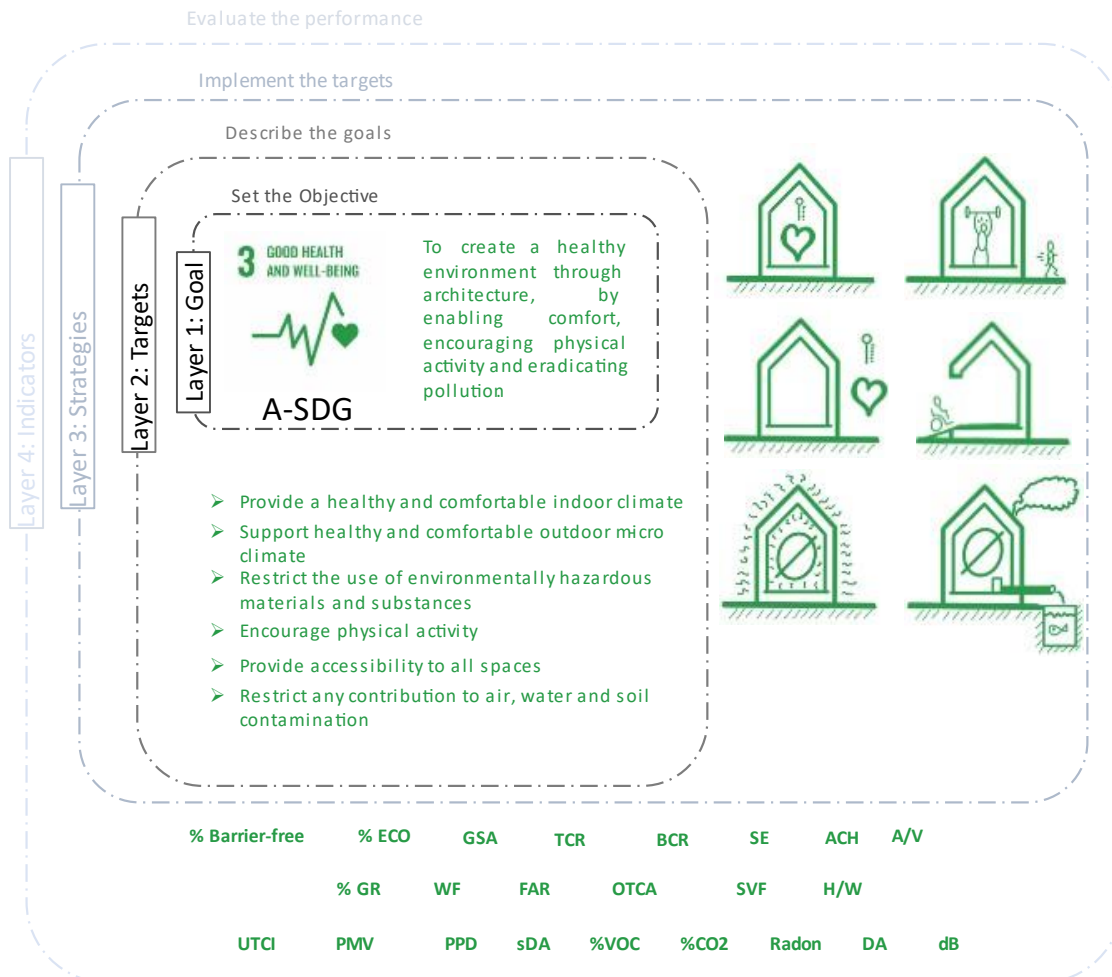 Evaluate the performance
Implement the targets
Describe the goals
Set the Objective
Layer 4: Indicators
Layer 3: Strategies
Layer 2: Targets
Layer 1: Goal
3 GOOD HEALTH
AND WELL-BEING
A-SDG
To create a healthy
environment through
architecture, by
enabling comfort,
encouraging physical
activity and eradicating
pollution
➢ Provide a healthy and comfortable indoor climate
➢ Support healthy and comfortable outdoor micro
climate
➢ Restrict the use of environmentally hazardous
materials and substances
➢ Encourage physical activity
➢ Provide accessibility to all spaces
➢ Restrict any contribution to air, water and soil
contamination
% Barrier-free % ECO GSA TCR BCR SE ACH A/V
% GR WF FAR OTCA SVF H/W
UTCI PMV PPD sDA %VOC %CO2 Radon DA dB